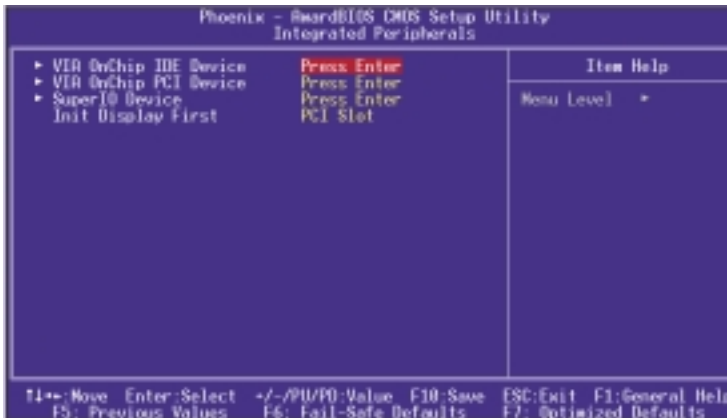 Phoenix - AwardBIOS CMOS Setup Utility
Integrated Peripherals
► VIA OnChip IDE Device Press Enter
► VIA OnChip PCI Device Press Enter
► SuperIO Device Press Enter
Init Display First PCI Slot
Item Help
Menu Level ►
↑↓→←:Move Enter:Select +/-/PU/PD:Value F10:Save ESC:Exit F1:General Help
F5: Previous Values F6: Fail-Safe Defaults F7: Optimized Defaults